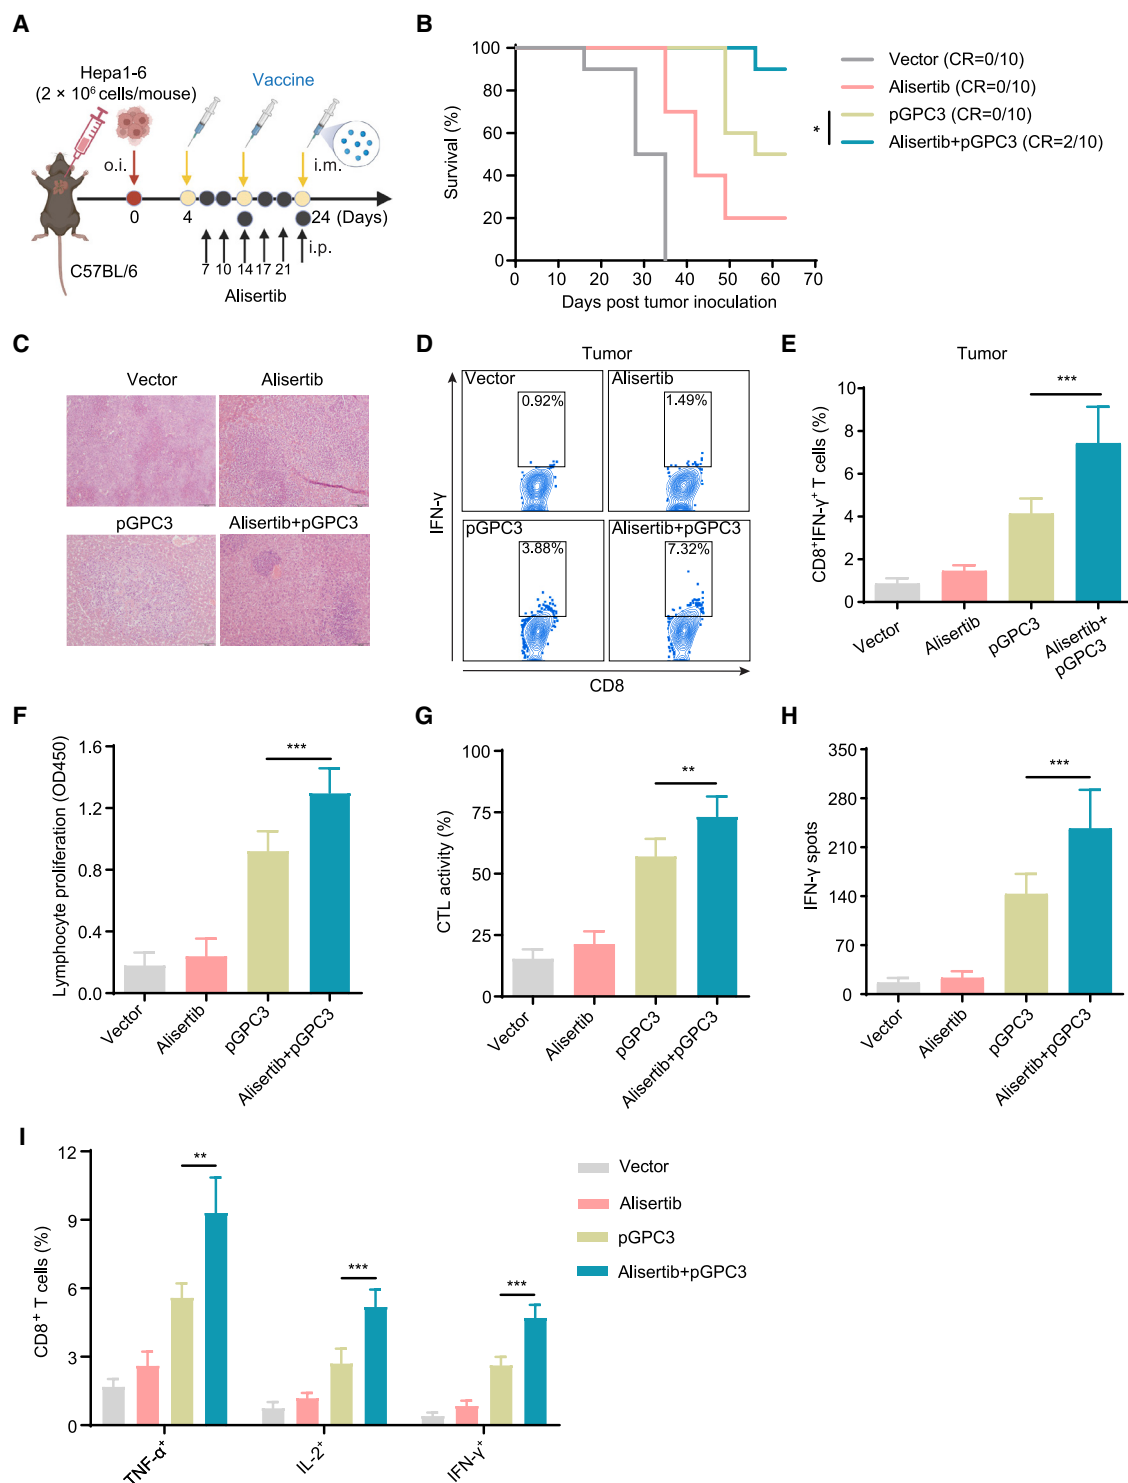 A
Hepa1-6
(2 × 10⁶ cells/mouse)
Vaccine
o.i.
i.m.
0
4
24 (Days)
i.p.
7 10 14 17 21
C57BL/6
Alisertib
B
Survival (%)
100
80
60
40
20
0
0 10 20 30 40 50 60 70
Days post tumor inoculation
Vector (CR=0/10)
Alisertib (CR=0/10)
pGPC3 (CR=0/10)
Alisertib+pGPC3 (CR=2/10)
*
C
Vector
Alisertib
pGPC3
Alisertib+pGPC3
D
Tumor
Vector
0.92%
Alisertib
1.49%
pGPC3
3.88%
Alisertib+pGPC3
7.32%
IFN-γ
CD8
E
Tumor
CD8⁺IFN-γ⁺ T cells (%)
10
8
6
4
2
0
***
Vector
Alisertib
pGPC3
Alisertib+
pGPC3
F
Lymphocyte proliferation (OD450)
1.6
1.2
0.8
0.4
0.0
***
Vector
Alisertib
pGPC3
Alisertib+pGPC3
G
CTL activity (%)
100
75
50
25
0
**
Vector
Alisertib
pGPC3
Alisertib+pGPC3
H
IFN-γ spots
350
280
210
140
70
0
***
Vector
Alisertib
pGPC3
Alisertib+pGPC3
I
CD8⁺ T cells (%)
12
9
6
3
0
**
***
***
TNF-α⁺
IL-2⁺
IFN-γ⁺
Vector
Alisertib
pGPC3
Alisertib+pGPC3